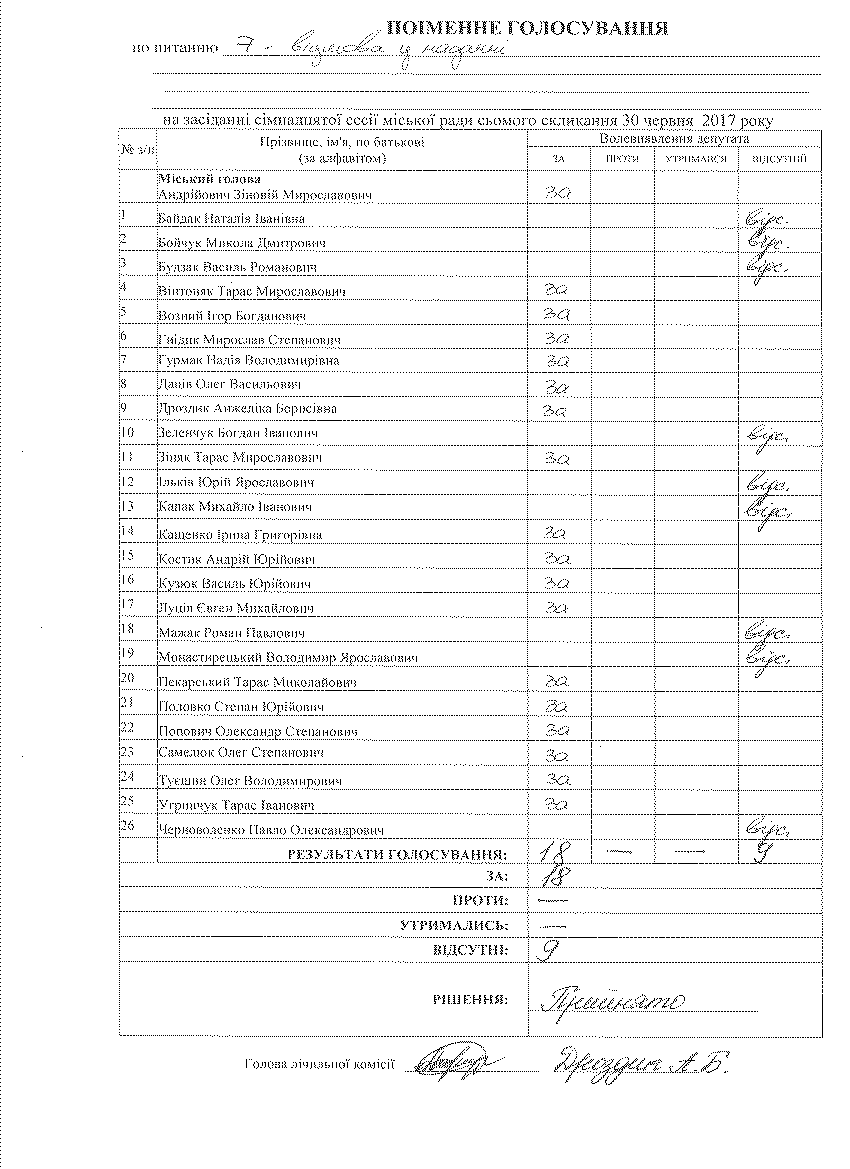 ПОІМЕННЕ ГОЛОСУВАННЯ
по питанню 7 - відмова у наданні
на засіданні сімнадцятої сесії міської ради сьомого скликання 30 червня 2017 року
№ з/п Прізвище, ім'я, по батькові (за алфавітом) Волевиявлення депутата
ЗА ПРОТИ УТРИМАВСЯ ВІДСУТНІЙ
Міський голова
Андрійович Зіновій Мирославович за
1 Байдак Наталія Іванівна відс.
2 Бойчук Микола Дмитрович відс.
3 Будзак Василь Романович відс.
4 Вінтоняк Тарас Мирославович за
5 Возний Ігор Богданович за
6 Гнідик Мирослав Степанович за
7 Гурмак Надія Володимирівна за
8 Даців Олег Васильович за
9 Дроздик Анжеліка Борисівна за
10 Зеленчук Богдан Іванович відс.
11 Зіняк Тарас Мирославович за
12 Ільків Юрій Ярославович відс.
13 Капак Михайло Іванович відс.
14 Кащенко Ірина Григорівна за
15 Костик Андрій Юрійович за
16 Кузюк Василь Юрійович за
17 Луців Євген Михайлович за
18 Мажак Роман Павлович відс.
19 Монастирецький Володимир Ярославович відс.
20 Пекарський Тарас Миколайович за
21 Половко Степан Юрійович за
22 Попович Олександр Степанович за
23 Самелюк Олег Степанович за
24 Туєшин Олег Володимирович за
25 Угринчук Тарас Іванович за
26 Черноволенко Павло Олександрович відс.
РЕЗУЛЬТАТИ ГОЛОСУВАННЯ: 18 — — 9
ЗА: 18
ПРОТИ: —
УТРИМАЛИСЬ: —
ВІДСУТНІ: 9
РІШЕННЯ: Прийнято
Голова лічильної комісії Дроздик А.Б.